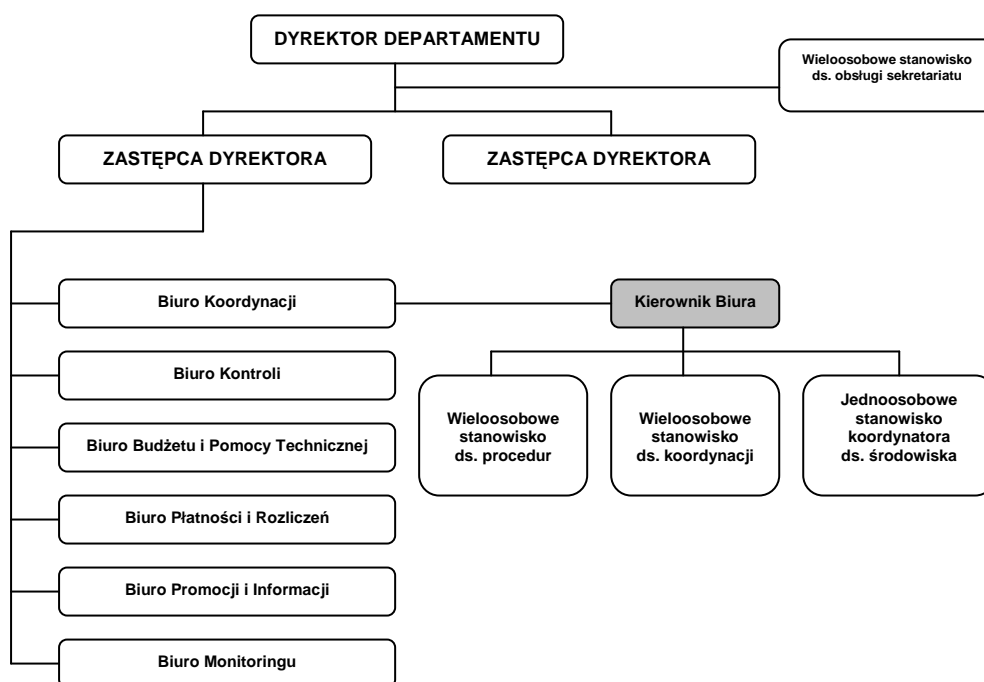 DYREKTOR DEPARTAMENTU
Wieloosobowe stanowisko
ds. obsługi sekretariatu
ZASTĘPCA DYREKTORA
ZASTĘPCA DYREKTORA
Biuro Koordynacji
Kierownik Biura
Biuro Kontroli
Biuro Budżetu i Pomocy Technicznej
Biuro Płatności i Rozliczeń
Biuro Promocji i Informacji
Biuro Monitoringu
Wieloosobowe
stanowisko
ds. procedur
Wieloosobowe
stanowisko
ds. koordynacji
Jednoosobowe
stanowisko
koordynatora
ds. środowiska